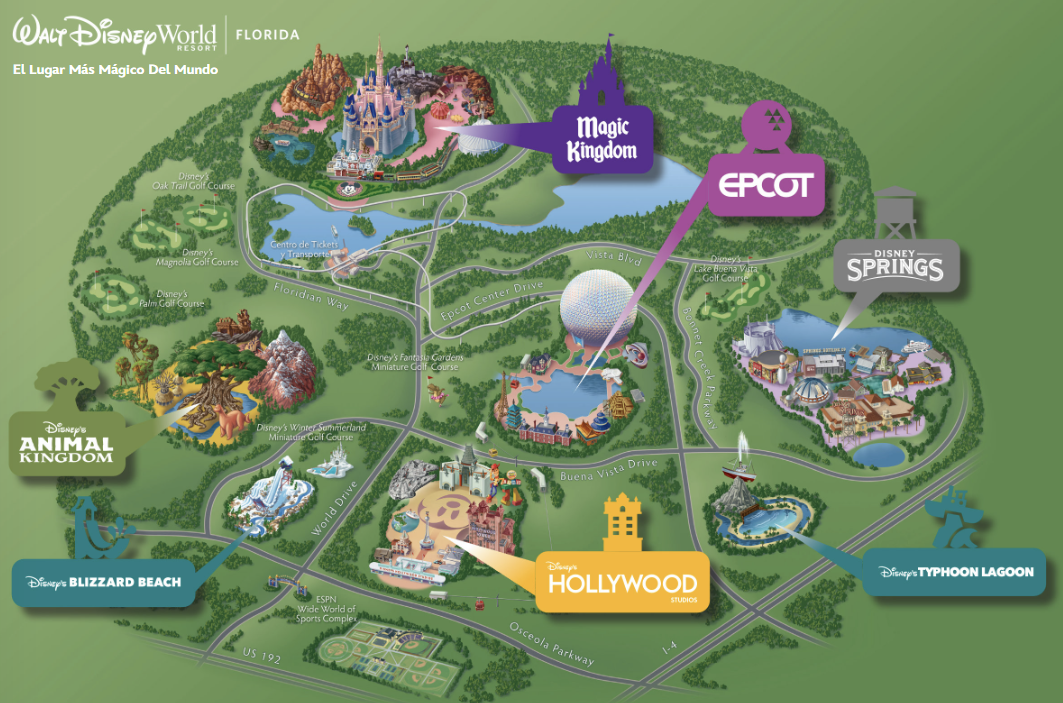 WALT DISNEY World
RESORT
FLORIDA
El Lugar Más Mágico Del Mundo
Magic
Kingdom
EPCOT
DISNEY
SPRINGS
Disney's
Oak Trail Golf Course
Disney's
Magnolia Golf Course
Disney's
Palm Golf Course
Centro de Tickets
y Transporte
Floridian Way
Vista Blvd
Epcot Center Drive
Disney's
Lake Buena Vista
Golf Course
Bonnet Creek Parkway
Disney's Fantasia Gardens
Miniature Golf Course
Disney's
ANIMAL
KINGDOM
Disney's Winter Summerland
Miniature Golf Course
World Drive
Buena Vista Drive
Disney's BLIZZARD BEACH
Disney's
HOLLYWOOD
STUDIOS
Disney's TYPHOON LAGOON
ESPN
Wide World of
Sports Complex
Osceola Parkway
I-4
US 192